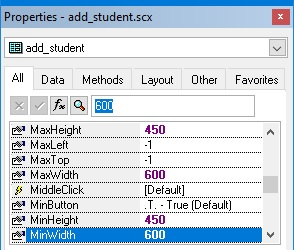 Properties - add_student.scx
add_student
All Data Methods Layout Other Favorites
fx 600
MaxHeight 450
MaxLeft -1
MaxTop -1
MaxWidth 600
MiddleClick [Default]
MinButton .T. - True (Default)
MinHeight 450
MinWidth 600